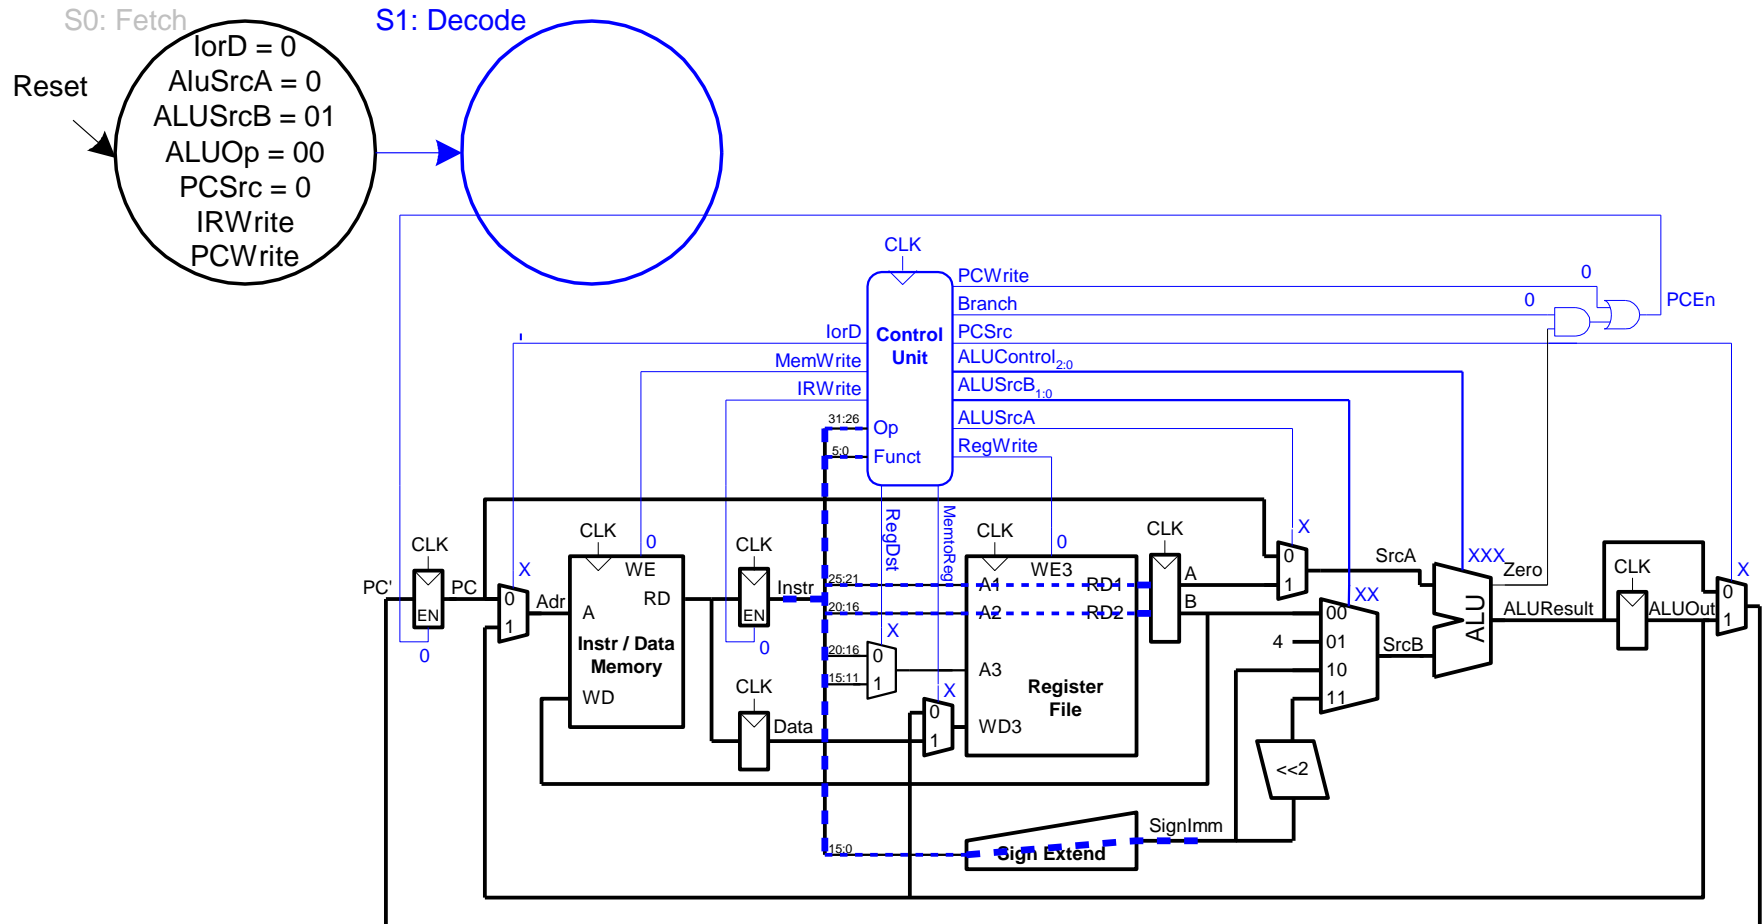 S0: Fetch
S1: Decode
Reset
IorD = 0
AluSrcA = 0
ALUSrcB = 01
ALUOp = 00
PCSrc = 0
IRWrite
PCWrite
CLK
PCWrite
0
Branch
0
PCEn
IorD
Control
Unit
PCSrc
MemWrite
ALUControl2:0
IRWrite
ALUSrcB1:0
31:26
Op
ALUSrcA
5:0
Funct
RegWrite
RegDst
MemtoReg
CLK
CLK
CLK
CLK
CLK
X
X
XXX
CLK
X
0
0
WE
WE3
0
1
SrcA
Zero
PC'
PC
EN
0
1
Adr
A
RD
EN
Instr
25:21
A1
RD1
A
20:16
A2
RD2
B
XX
00
4
01
10
11
SrcB
ALU
ALUResult
ALUOut
0
1
X
0
0
Instr / Data
Memory
WD
X
20:16
0
15:11
1
A3
Register
File
CLK
Data
X
0
1
WD3
<<2
SignImm
15:0
Sign Extend